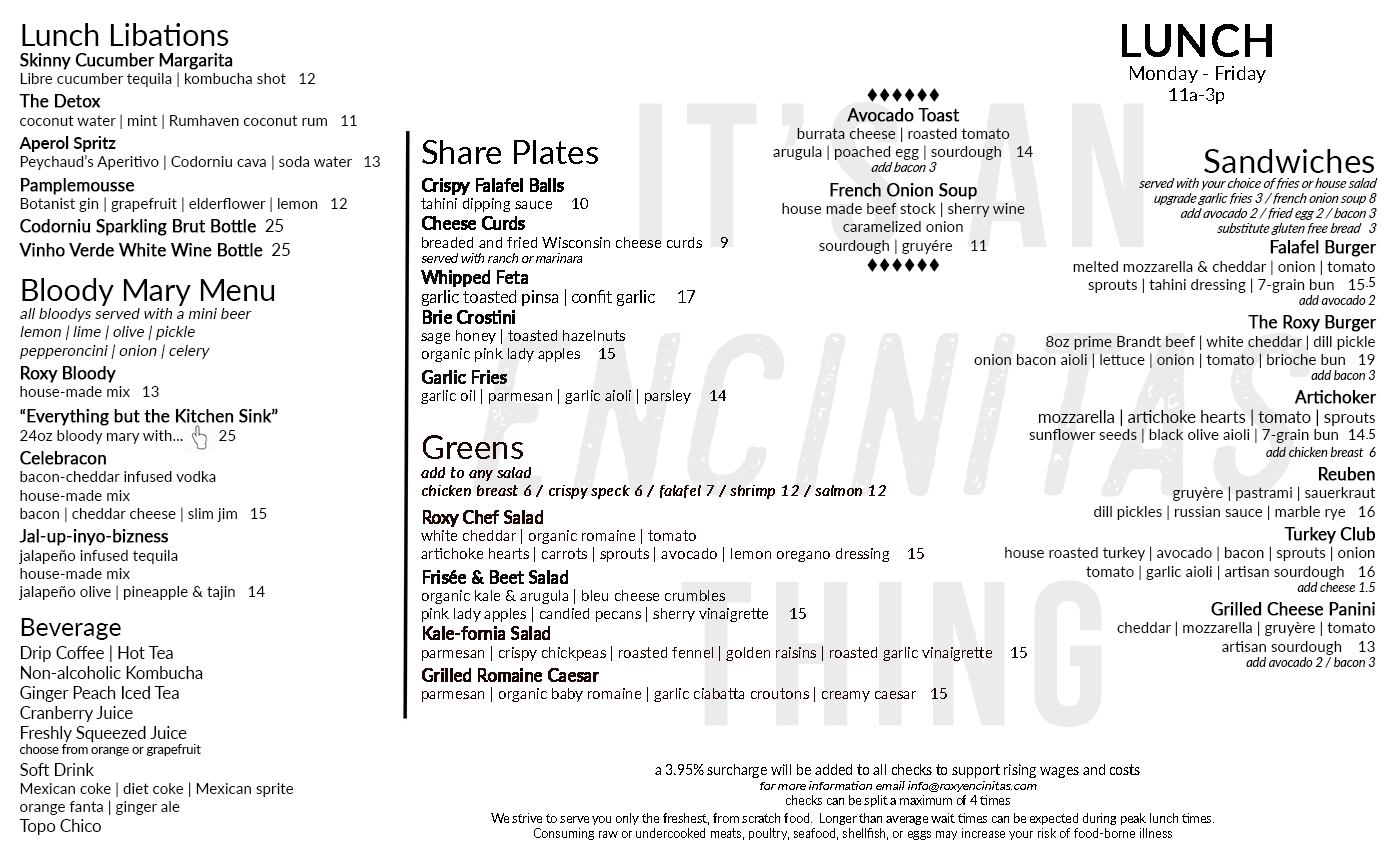 Lunch Libations
Skinny Cucumber Margarita
Libre cucumber tequila | kombucha shot 12
The Detox
coconut water | mint | Rumhaven coconut rum 11
Aperol Spritz
Peychaud's Aperitivo | Codorniu cava | soda water 13
Pamplemousse
Botanist gin | grapefruit | elderflower | lemon 12
Codorniu Sparkling Brut Bottle 25
Vinho Verde White Wine Bottle 25
Bloody Mary Menu
all bloodys served with a mini beer
lemon | lime | olive | pickle
pepperoncini | onion | celery
Roxy Bloody
house-made mix 13
“Everything but the Kitchen Sink”
24oz bloody mary with... 25
Celebracon
bacon-cheddar infused vodka
house-made mix
bacon | cheddar cheese | slim jim 15
Jal-up-inyo-bizness
jalapeño infused tequila
house-made mix
jalapeño olive | pineapple & tajin 14
Beverage
Drip Coffee | Hot Tea
Non-alcoholic Kombucha
Ginger Peach Iced Tea
Cranberry Juice
Freshly Squeezed Juice
choose from orange or grapefruit
Soft Drink
Mexican coke | diet coke | Mexican sprite
orange fanta | ginger ale
Topo Chico
Share Plates
Crispy Falafel Balls
tahini dipping sauce 10
Cheese Curds
breaded and fried Wisconsin cheese curds 9
served with ranch or marinara
Whipped Feta
garlic toasted pinsa | confit garlic 17
Brie Crostini
sage honey | toasted hazelnuts
organic pink lady apples 15
Garlic Fries
garlic oil | parmesan | garlic aioli | parsley 14
Greens
add to any salad
chicken breast 6 / crispy speck 6 / falafel 7 / shrimp 12 / salmon 12
Roxy Chef Salad
white cheddar | organic romaine | tomato
artichoke hearts | carrots | sprouts | avocado | lemon oregano dressing 15
Frisée & Beet Salad
organic kale & arugula | bleu cheese crumbles
pink lady apples | candied pecans | sherry vinaigrette 15
Kale-fornia Salad
parmesan | crispy chickpeas | roasted fennel | golden raisins | roasted garlic vinaigrette 15
Grilled Romaine Caesar
parmesan | organic baby romaine | garlic ciabatta croutons | creamy caesar 15
Avocado Toast
burrata cheese | roasted tomato
arugula | poached egg | sourdough 14
add bacon 3
French Onion Soup
house made beef stock | sherry wine
caramelized onion
sourdough | gruyére 11
LUNCH
Monday - Friday
11a-3p
Sandwiches
served with your choice of fries or house salad
upgrade garlic fries 3 / french onion soup 8
add avocado 2 / fried egg 2 / bacon 3
substitute gluten free bread 3
Falafel Burger
melted mozzarella & cheddar | onion | tomato
sprouts | tahini dressing | 7-grain bun 15.5
add avocado 2
The Roxy Burger
8oz prime Brandt beef | white cheddar | dill pickle
onion bacon aioli | lettuce | onion | tomato | brioche bun 19
add bacon 3
Artichoker
mozzarella | artichoke hearts | tomato | sprouts
sunflower seeds | black olive aioli | 7-grain bun 14.5
add chicken breast 6
Reuben
gruyère | pastrami | sauerkraut
dill pickles | russian sauce | marble rye 16
Turkey Club
house roasted turkey | avocado | bacon | sprouts | onion
tomato | garlic aioli | artisan sourdough 16
add cheese 1.5
Grilled Cheese Panini
cheddar | mozzarella | gruyère | tomato
artisan sourdough 13
add avocado 2 / bacon 3
IT'S AN
ENCINITAS
THING
a 3.95% surcharge will be added to all checks to support rising wages and costs
for more information email info@roxyencinitas.com
checks can be split a maximum of 4 times
We strive to serve you only the freshest, from scratch food. Longer than average wait times can be expected during peak lunch times.
Consuming raw or undercooked meats, poultry, seafood, shellfish, or eggs may increase your risk of food-borne illness